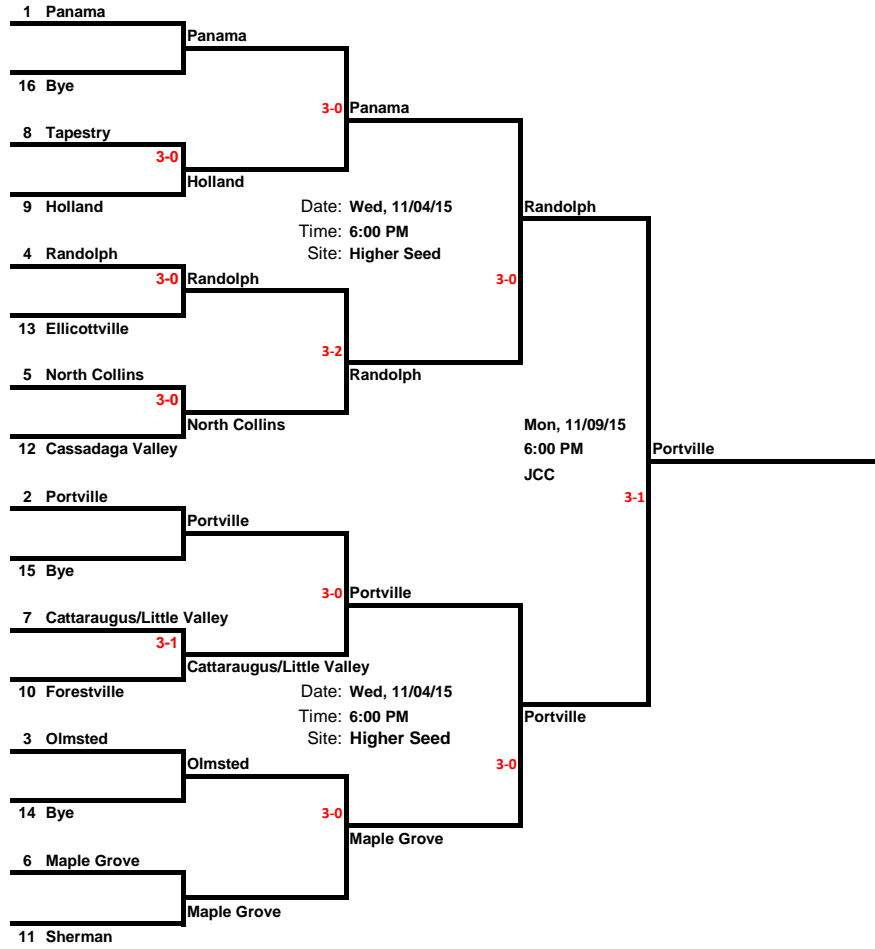 1 Panama
Panama
16 Bye
3-0 Panama
8 Tapestry
3-0
Holland
9 Holland
Date: Wed, 11/04/15
Randolph
Time: 6:00 PM
4 Randolph
Site: Higher Seed
3-0 Randolph
3-0
13 Ellicottville
3-2
5 North Collins
Randolph
3-0
North Collins
Mon, 11/09/15
12 Cassadaga Valley
6:00 PM
Portville
JCC
2 Portville
3-1
Portville
15 Bye
3-0 Portville
7 Cattaraugus/Little Valley
3-1
Cattaraugus/Little Valley
10 Forestville
Date: Wed, 11/04/15
Time: 6:00 PM
Portville
3 Olmsted
Site: Higher Seed
Olmsted
3-0
14 Bye
3-0
Maple Grove
6 Maple Grove
Maple Grove
11 Sherman